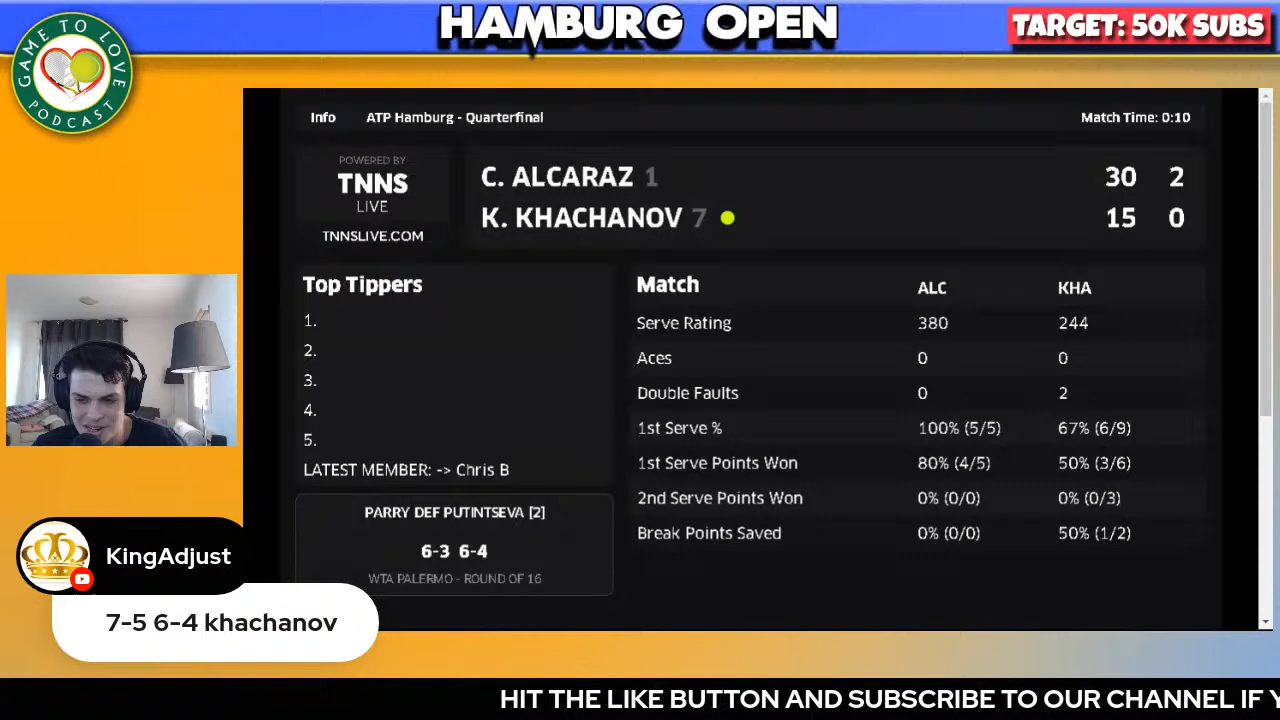 GAME TO LOVE
PODCAST
HAMBURG OPEN
TARGET: 50K SUBS
Info ATP Hamburg - Quarterfinal Match Time: 0:10
POWERED BY
TNNS
LIVE
TNNSLIVE.COM
C. ALCARAZ 1 30 2
K. KHACHANOV 7 15 0
Top Tippers
1.
2.
3.
4.
5.
LATEST MEMBER: -> Chris B
PARRY DEF PUTINTSEVA [2]
6-3 6-4
WTA PALERMO - ROUND OF 16
Match ALC KHA
Serve Rating 380 244
Aces 0 0
Double Faults 0 2
1st Serve % 100% (5/5) 67% (6/9)
1st Serve Points Won 80% (4/5) 50% (3/6)
2nd Serve Points Won 0% (0/0) 0% (0/3)
Break Points Saved 0% (0/0) 50% (1/2)
KingAdjust
7-5 6-4 khachanov
HIT THE LIKE BUTTON AND SUBSCRIBE TO OUR CHANNEL IF